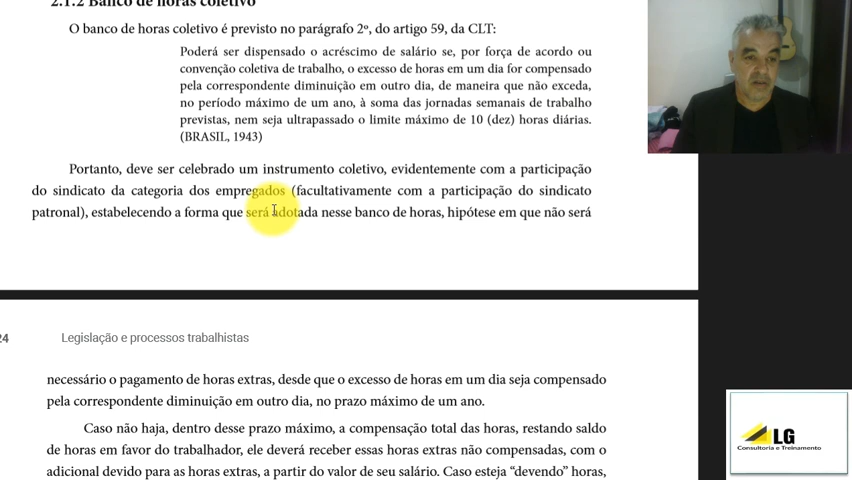 2.1.2 Banco de horas coletivo
O banco de horas coletivo é previsto no parágrafo 2º, do artigo 59, da CLT:
Poderá ser dispensado o acréscimo de salário se, por força de acordo ou
convenção coletiva de trabalho, o excesso de horas em um dia for compensado
pela correspondente diminuição em outro dia, de maneira que não exceda,
no período máximo de um ano, à soma das jornadas semanais de trabalho
previstas, nem seja ultrapassado o limite máximo de 10 (dez) horas diárias.
(BRASIL, 1943)
Portanto, deve ser celebrado um instrumento coletivo, evidentemente com a participação
do sindicato da categoria dos empregados (facultativamente com a participação do sindicato
patronal), estabelecendo a forma que será adotada nesse banco de horas, hipótese em que não será
24 Legislação e processos trabalhistas
necessário o pagamento de horas extras, desde que o excesso de horas em um dia seja compensado
pela correspondente diminuição em outro dia, no prazo máximo de um ano.
Caso não haja, dentro desse prazo máximo, a compensação total das horas, restando saldo
de horas em favor do trabalhador, ele deverá receber essas horas extras não compensadas, com o
adicional devido para as horas extras, a partir do valor de seu salário. Caso esteja “devendo” horas,
LG
Consultoria e Treinamento